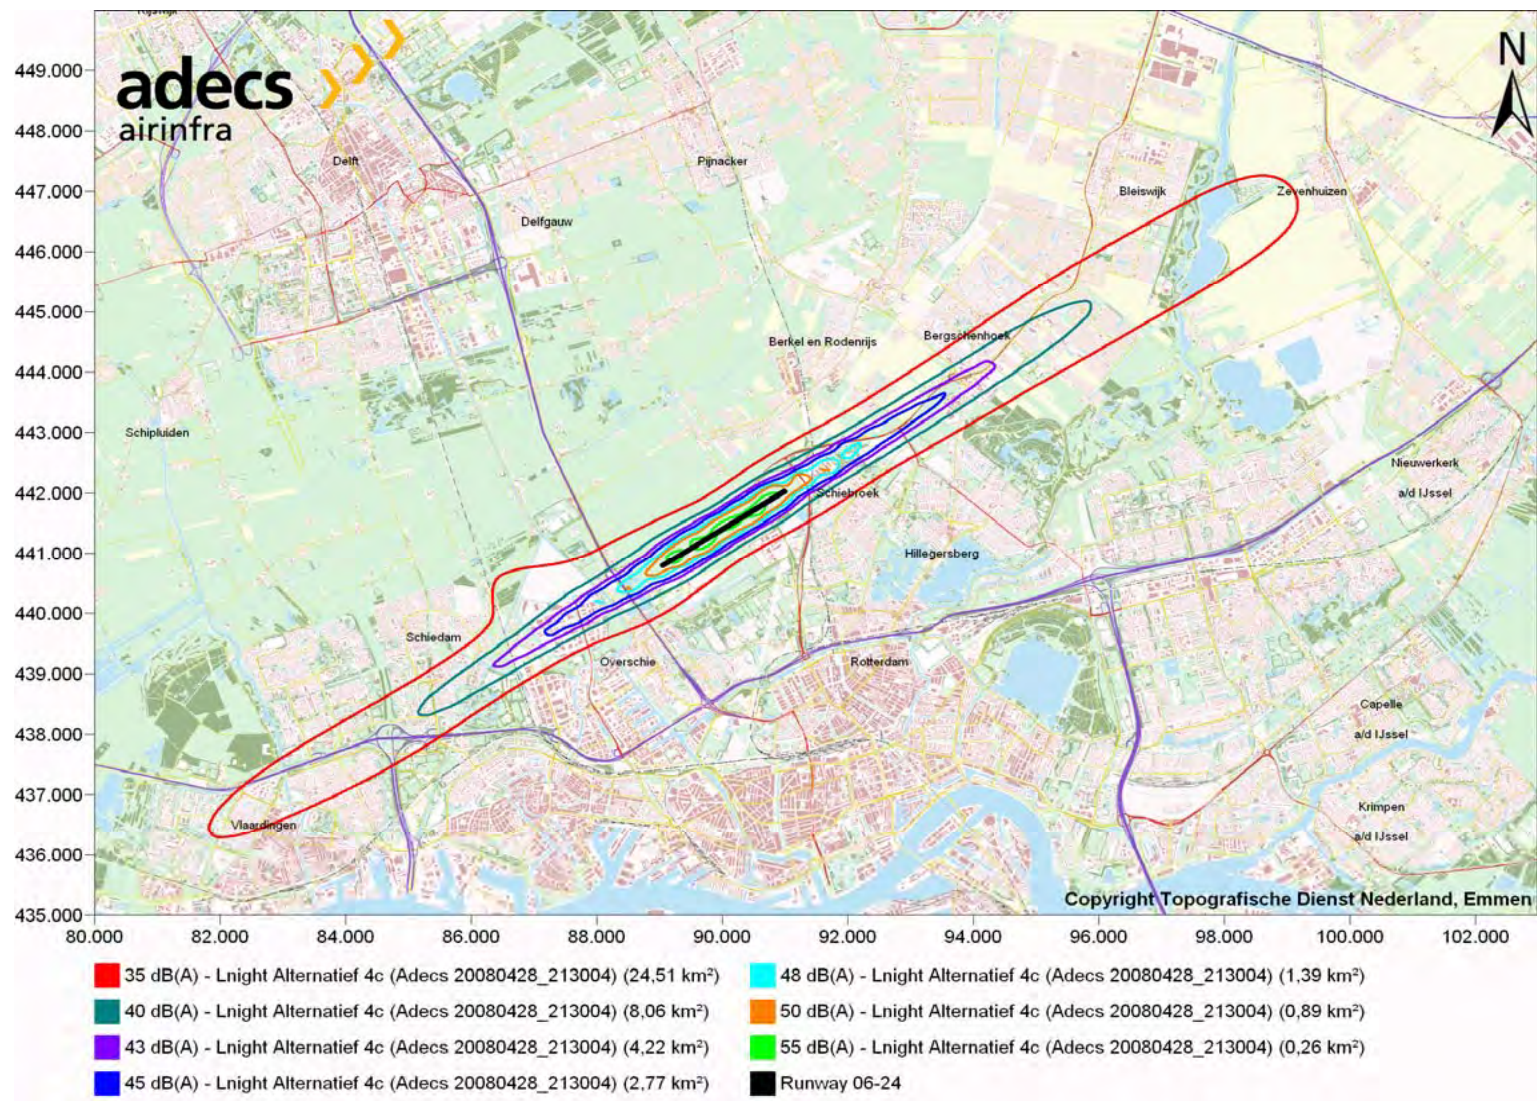 Rijswijk
adecs
airinfra
N
449.000
448.000
447.000
446.000
445.000
444.000
443.000
442.000
441.000
440.000
439.000
438.000
437.000
436.000
435.000
Delft
Pijnacker
Bleiswijk
Zevenhuizen
Delfgauw
Berkel en Rodenrijs
Bergschenhoek
Schipluiden
Nieuwerkerk
a/d IJssel
Schiebroek
Hillegersberg
Schiedam
Overschie
Rotterdam
Capelle
a/d IJssel
Krimpen
a/d IJssel
Vlaardingen
Copyright Topografische Dienst Nederland, Emmen
80.000 82.000 84.000 86.000 88.000 90.000 92.000 94.000 96.000 98.000 100.000 102.000
35 dB(A) - Lnight Alternatief 4c (Adecs 20080428_213004) (24,51 km²)
40 dB(A) - Lnight Alternatief 4c (Adecs 20080428_213004) (8,06 km²)
43 dB(A) - Lnight Alternatief 4c (Adecs 20080428_213004) (4,22 km²)
45 dB(A) - Lnight Alternatief 4c (Adecs 20080428_213004) (2,77 km²)
48 dB(A) - Lnight Alternatief 4c (Adecs 20080428_213004) (1,39 km²)
50 dB(A) - Lnight Alternatief 4c (Adecs 20080428_213004) (0,89 km²)
55 dB(A) - Lnight Alternatief 4c (Adecs 20080428_213004) (0,26 km²)
Runway 06-24